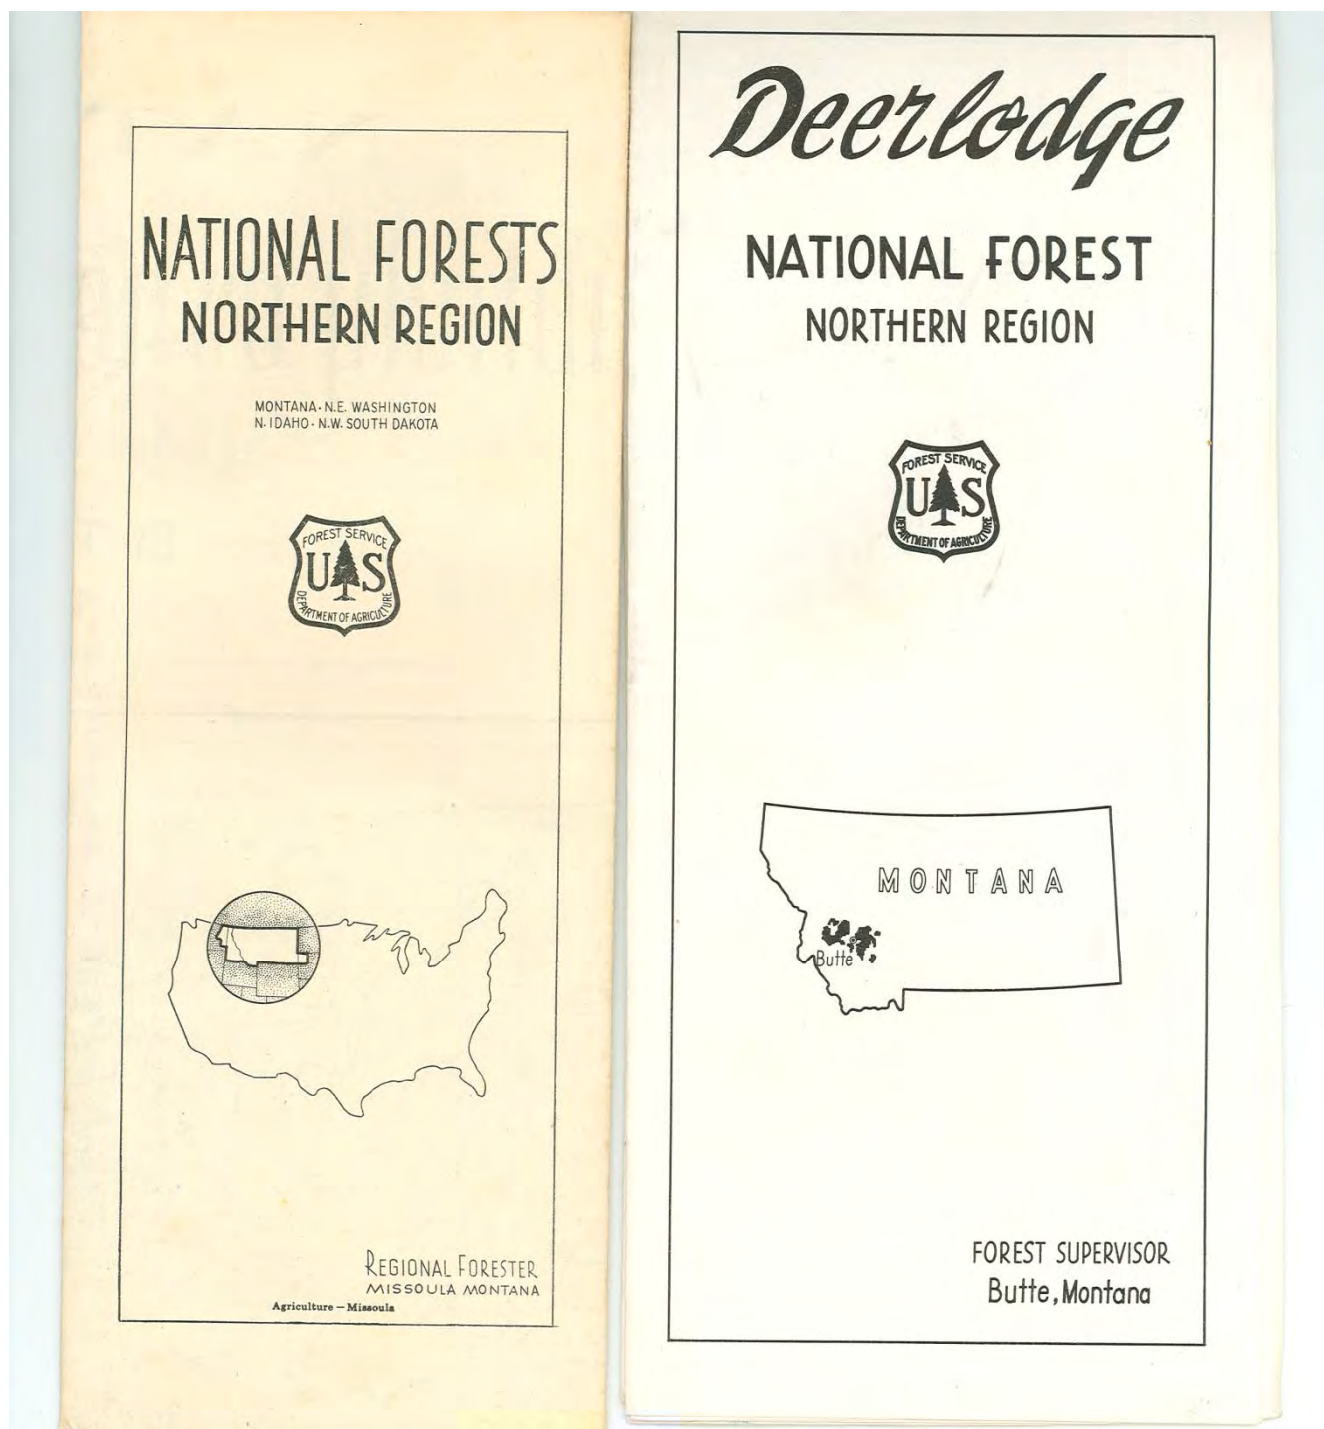 NATIONAL FORESTS
NORTHERN REGION
MONTANA · N.E. WASHINGTON
N. IDAHO · N.W. SOUTH DAKOTA
FOREST SERVICE
U S
DEPARTMENT OF AGRICULTURE
REGIONAL FORESTER
MISSOULA MONTANA
Agriculture — Missoula
Deerlodge
NATIONAL FOREST
NORTHERN REGION
FOREST SERVICE
U S
DEPARTMENT OF AGRICULTURE
MONTANA
Butte
FOREST SUPERVISOR
Butte, Montana